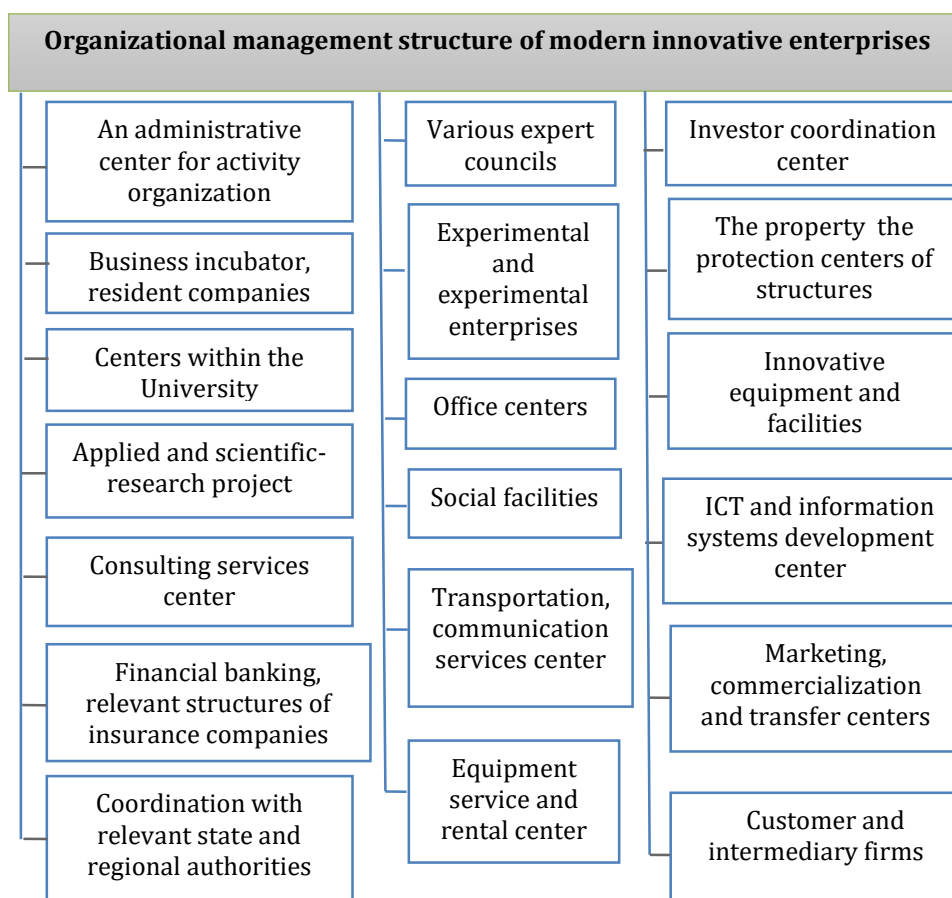 Organizational management structure of modern innovative enterprises
An administrative
center for activity
organization
Business incubator,
resident companies
Centers within the
University
Applied and scientific-
research project
Consulting services
center
Financial banking,
relevant structures of
insurance companies
Coordination with
relevant state and
regional authorities
Various expert
councils
Experimental
and
experimental
enterprises
Office centers
Social facilities
Transportation,
communication
services center
Equipment
service and
rental center
Investor coordination
center
The property the
protection centers of
structures
Innovative
equipment and
facilities
ICT and information
systems development
center
Marketing,
commercialization
and transfer centers
Customer and
intermediary firms